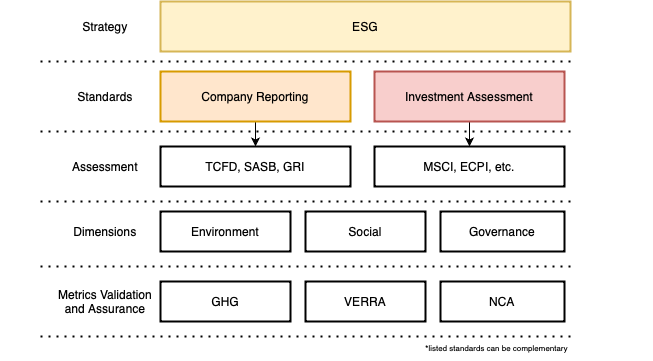 Strategy
ESG
Standards
Company Reporting
Investment Assessment
Assessment
TCFD, SASB, GRI
MSCI, ECPI, etc.
Dimensions
Environment
Social
Governance
Metrics Validation
and Assurance
GHG
VERRA
NCA
*listed standards can be complementary